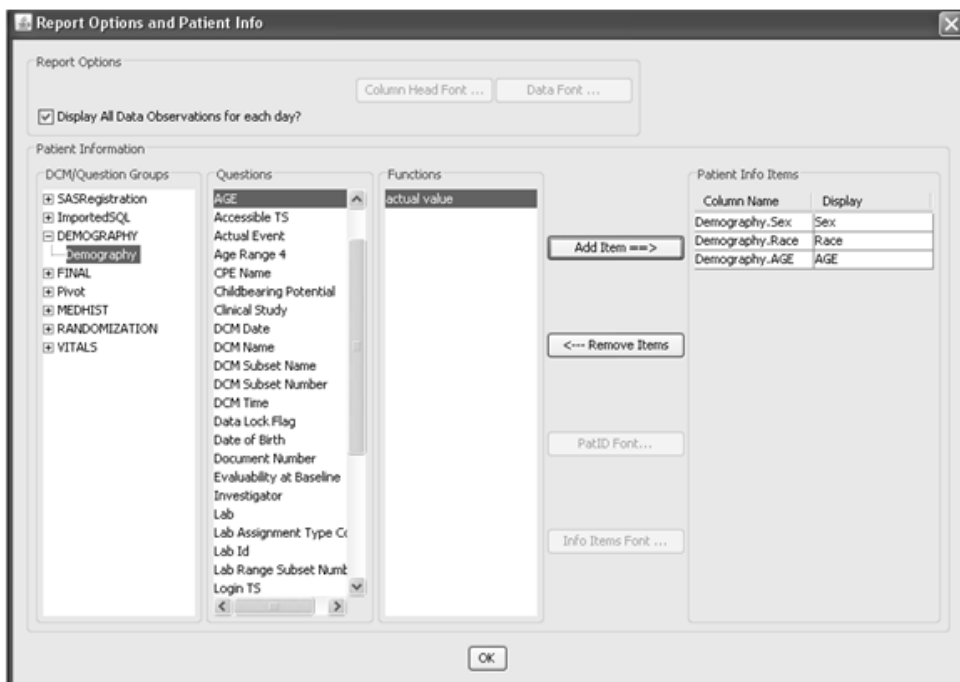 Report Options and Patient Info
Report Options
Column Head Font ...
Data Font ...
Display All Data Observations for each day?
Patient Information
DCM/Question Groups
SASRegistration
ImportedSQL
DEMOGRAPHY
Demography
FINAL
Pivot
MEDHIST
RANDOMIZATION
VITALS
Questions
AGE
Accessible TS
Actual Event
Age Range 4
CPE Name
Childbearing Potential
Clinical Study
DCM Date
DCM Name
DCM Subset Name
DCM Subset Number
DCM Time
Data Lock Flag
Date of Birth
Document Number
Evaluability at Baseline
Investigator
Lab
Lab Assignment Type Co
Lab Id
Lab Range Subset Numb
Login TS
Functions
actual value
Add Item ==>
<--- Remove Items
PatID Font...
Info Items Font ...
Patient Info Items
Column Name Display
Demography.Sex Sex
Demography.Race Race
Demography.AGE AGE
OK